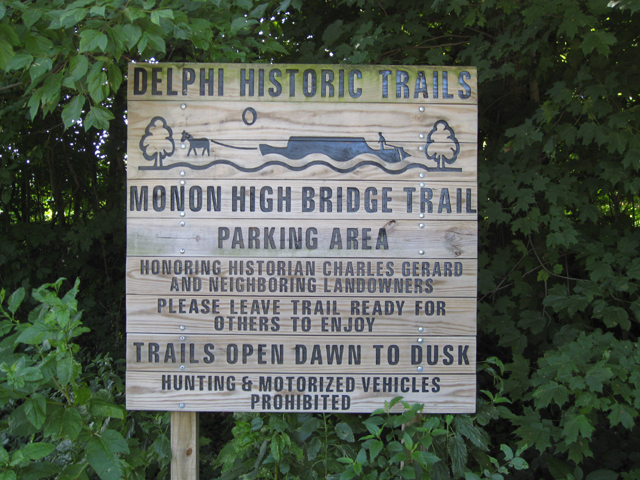 DELPHI HISTORIC TRAILS
MONON HIGH BRIDGE TRAIL
PARKING AREA
HONORING HISTORIAN CHARLES GERARD
AND NEIGHBORING LANDOWNERS
PLEASE LEAVE TRAIL READY FOR
OTHERS TO ENJOY
TRAILS OPEN DAWN TO DUSK
HUNTING & MOTORIZED VEHICLES
PROHIBITED